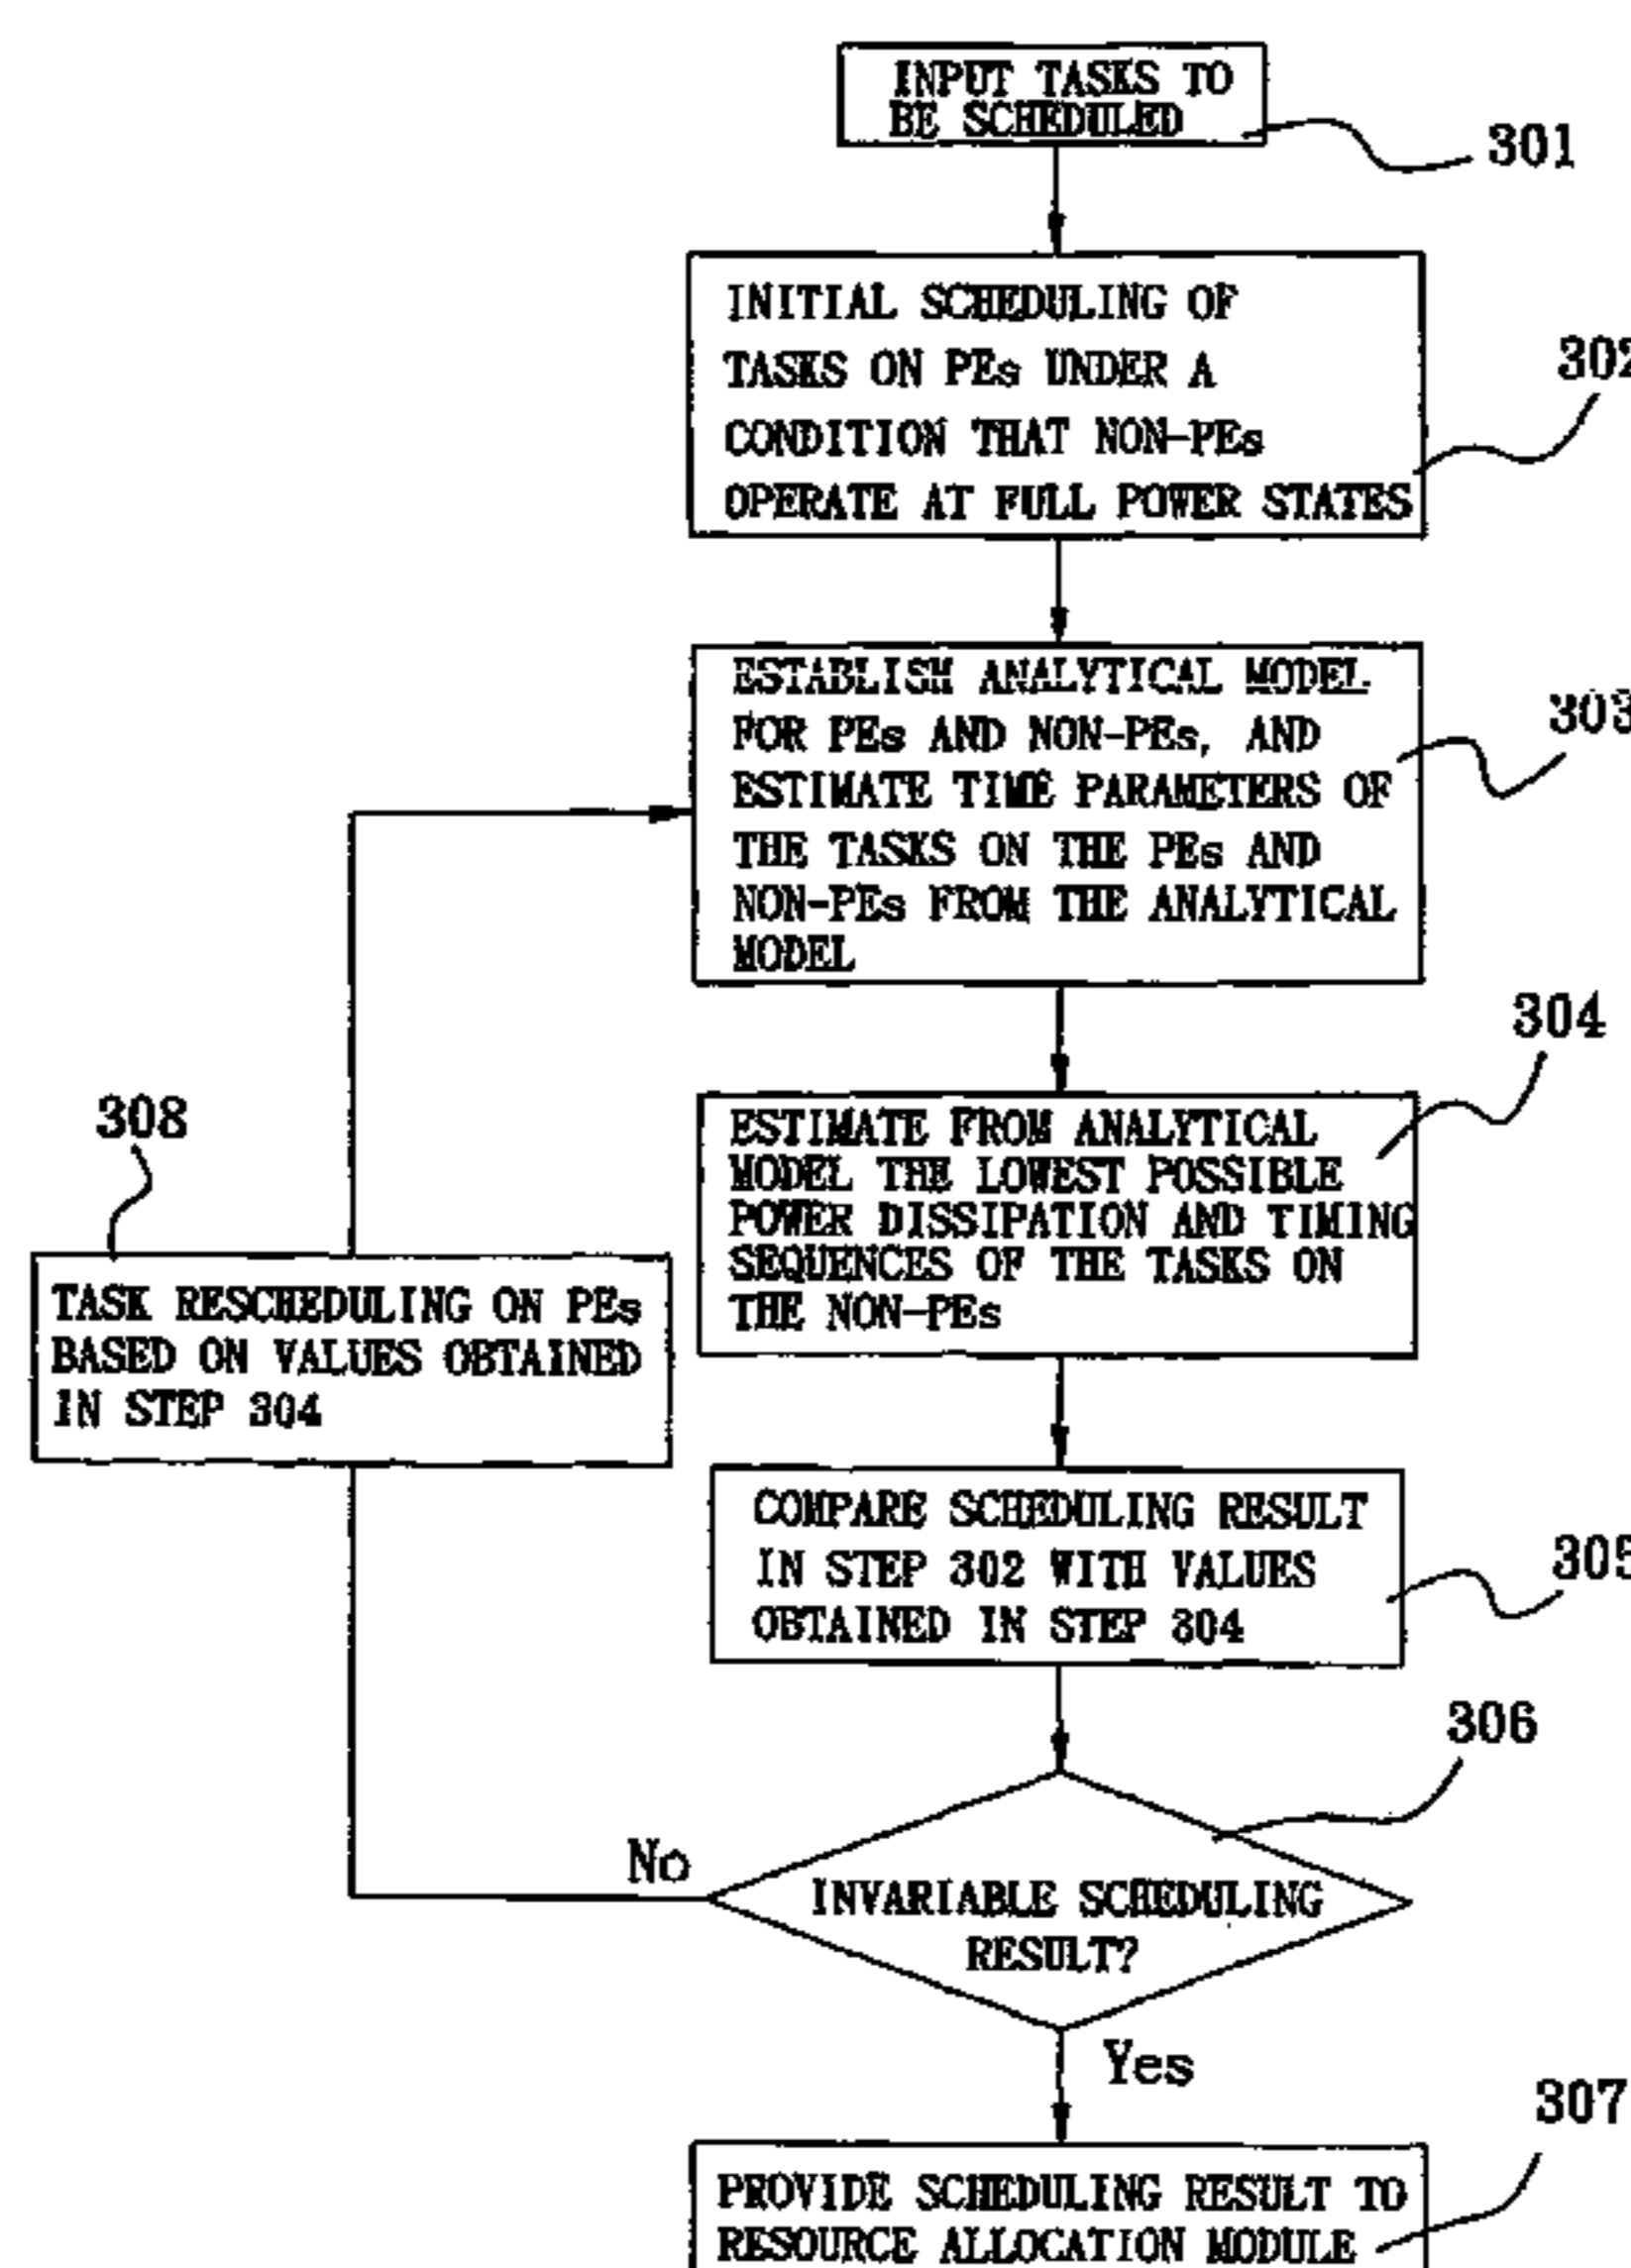 INPUT TASKS TO
BE SCHEDULED
301
INITIAL SCHEDULING OF
TASKS ON PEs UNDER A
CONDITION THAT NON-PEs
OPERATE AT FULL POWER STATES
302
ESTABLISH ANALYTICAL MODEL
FOR PEs AND NON-PEs, AND
ESTIMATE TIME PARAMETERS OF
THE TASKS ON THE PEs AND
NON-PEs FROM THE ANALYTICAL
MODEL
303
ESTIMATE FROM ANALYTICAL
MODEL THE LOWEST POSSIBLE
POWER DISSIPATION AND TIMING
SEQUENCES OF THE TASKS ON
THE NON-PEs
304
308
TASK RESCHEDULING ON PEs
BASED ON VALUES OBTAINED
IN STEP 304
COMPARE SCHEDULING RESULT
IN STEP 302 WITH VALUES
OBTAINED IN STEP 304
305
306
No
INVARIABLE SCHEDULING
RESULT?
Yes
307
PROVIDE SCHEDULING RESULT TO
RESOURCE ALLOCATION MODULE